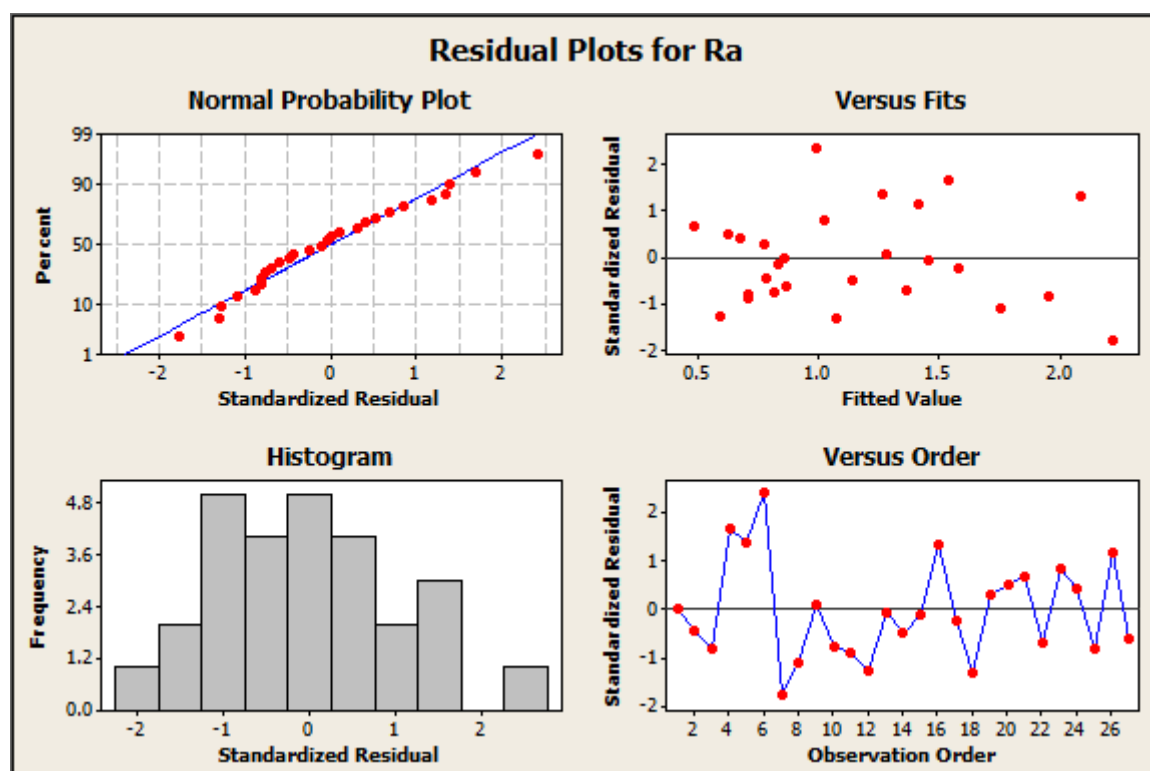 Residual Plots for Ra
Normal Probability Plot
99
90
50
10
1
Percent
-2 -1 0 1 2
Standardized Residual
Versus Fits
2
1
0
-1
-2
Standardized Residual
0.5 1.0 1.5 2.0
Fitted Value
Histogram
4.8
3.6
2.4
1.2
0.0
Frequency
-2 -1 0 1 2
Standardized Residual
Versus Order
2
1
0
-1
-2
Standardized Residual
2 4 6 8 10 12 14 16 18 20 22 24 26
Observation Order